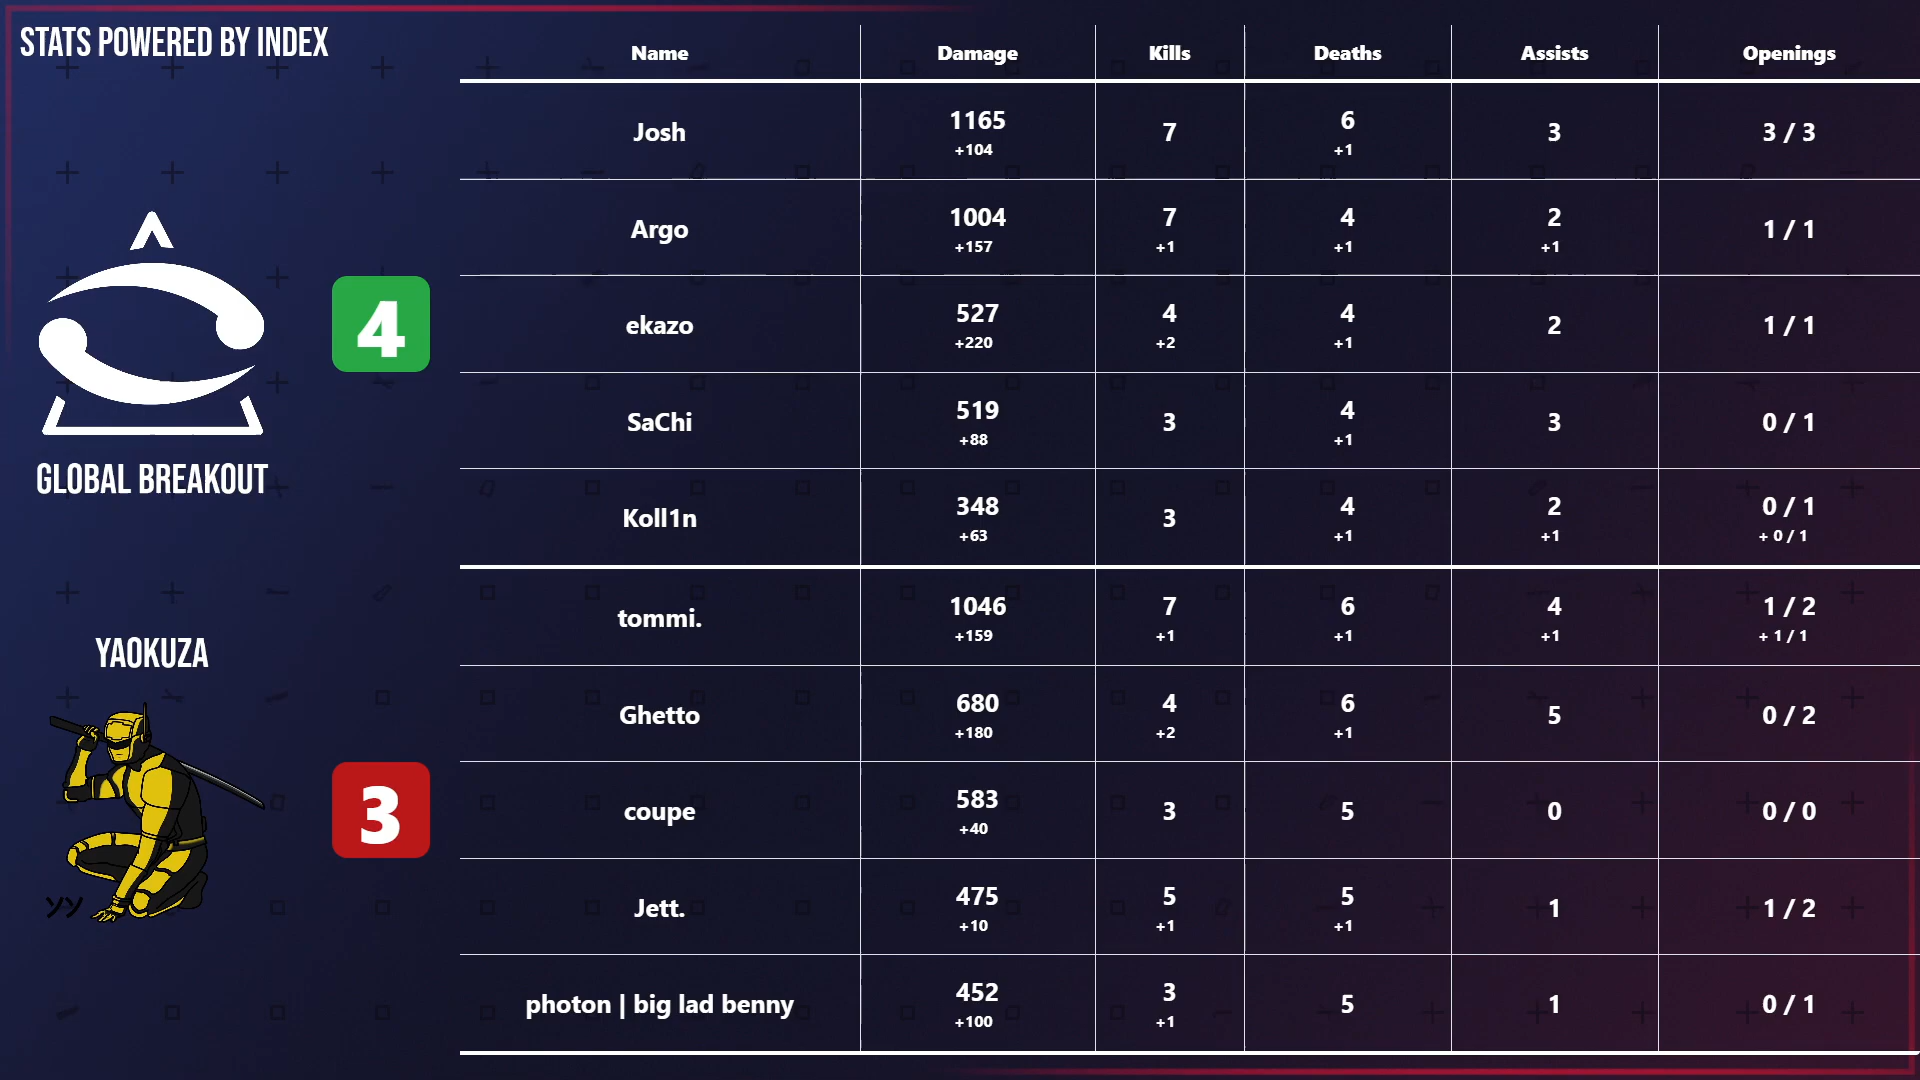 STATS POWERED BY INDEX
Name Damage Kills Deaths Assists Openings
Josh 1165 +104 7 6 +1 3 3 / 3
Argo 1004 +157 7 +1 4 +1 2 +1 1 / 1
ekazo 527 +220 4 +2 4 +1 2 1 / 1
SaChi 519 +88 3 4 +1 3 0 / 1
Koll1n 348 +63 3 4 +1 2 +1 0 / 1 + 0 / 1
4
GLOBAL BREAKOUT
tommi. 1046 +159 7 +1 6 +1 4 +1 1 / 2 + 1 / 1
Ghetto 680 +180 4 +2 6 +1 5 0 / 2
coupe 583 +40 3 5 0 0 / 0
Jett. 475 +10 5 +1 5 +1 1 1 / 2
photon | big lad benny 452 +100 3 +1 5 1 0 / 1
YAOKUZA
3